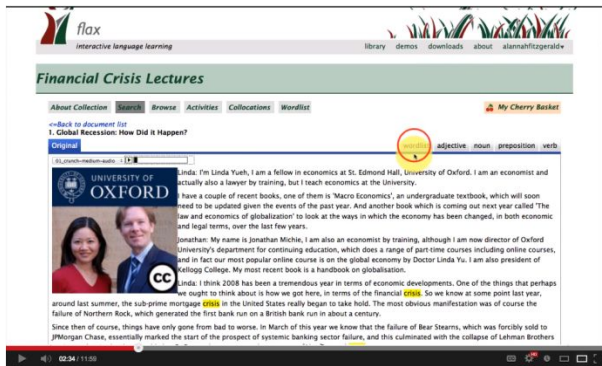 flax
interactive language learning
library demos downloads about alannahfitzgerald
Financial Crisis Lectures
About Collection Search Browse Activities Collocations Wordlist My Cherry Basket
<=Back to document list
1. Global Recession: How Did it Happen?
Original wordlist adjective noun preposition verb
01_crunch-medium-audio
UNIVERSITY OF
OXFORD
cc
Linda: I'm Linda Yueh, I am a fellow in economics at St. Edmond Hall, University of Oxford. I am an economist and
actually also a lawyer by training, but I teach economics at the University.
I have a couple of recent books, one of them is 'Macro Economics', an undergraduate textbook, which will soon
need to be updated given the events of the past year. And another book which is coming out next year called 'The
law and economics of globalization' to look at the ways in which the economy has been changed, in both economic
and legal terms, over the last few years.
Jonathan: My name is Jonathan Michie, I am also an economist by training, although I am now director of Oxford
University's department for continuing education, which does a range of part-time courses including online courses,
and in fact our most popular online course is on the global economy by Doctor Linda Yu. I am also president of
Kellogg College. My most recent book is a handbook on globalisation.
Linda: I think 2008 has been a tremendous year in terms of economic developments. One of the things that perhaps
we ought to think about is how we got here, in terms of the financial crisis. So we know at some point last year,
around last summer, the sub-prime mortgage crisis in the United States really began to take hold. The most obvious manifestation was of course the
failure of Northern Rock, which generated the first bank run on a British bank run in about a century.
Since then of course, things have only gone from bad to worse. In March of this year we know that the failure of Bear Stearns, which was forcibly sold to
JPMorgan Chase, essentially marked the start of the prospect of systemic banking sector failure, and this culminated with the collapse of Lehman Brothers
02:34 / 11:59